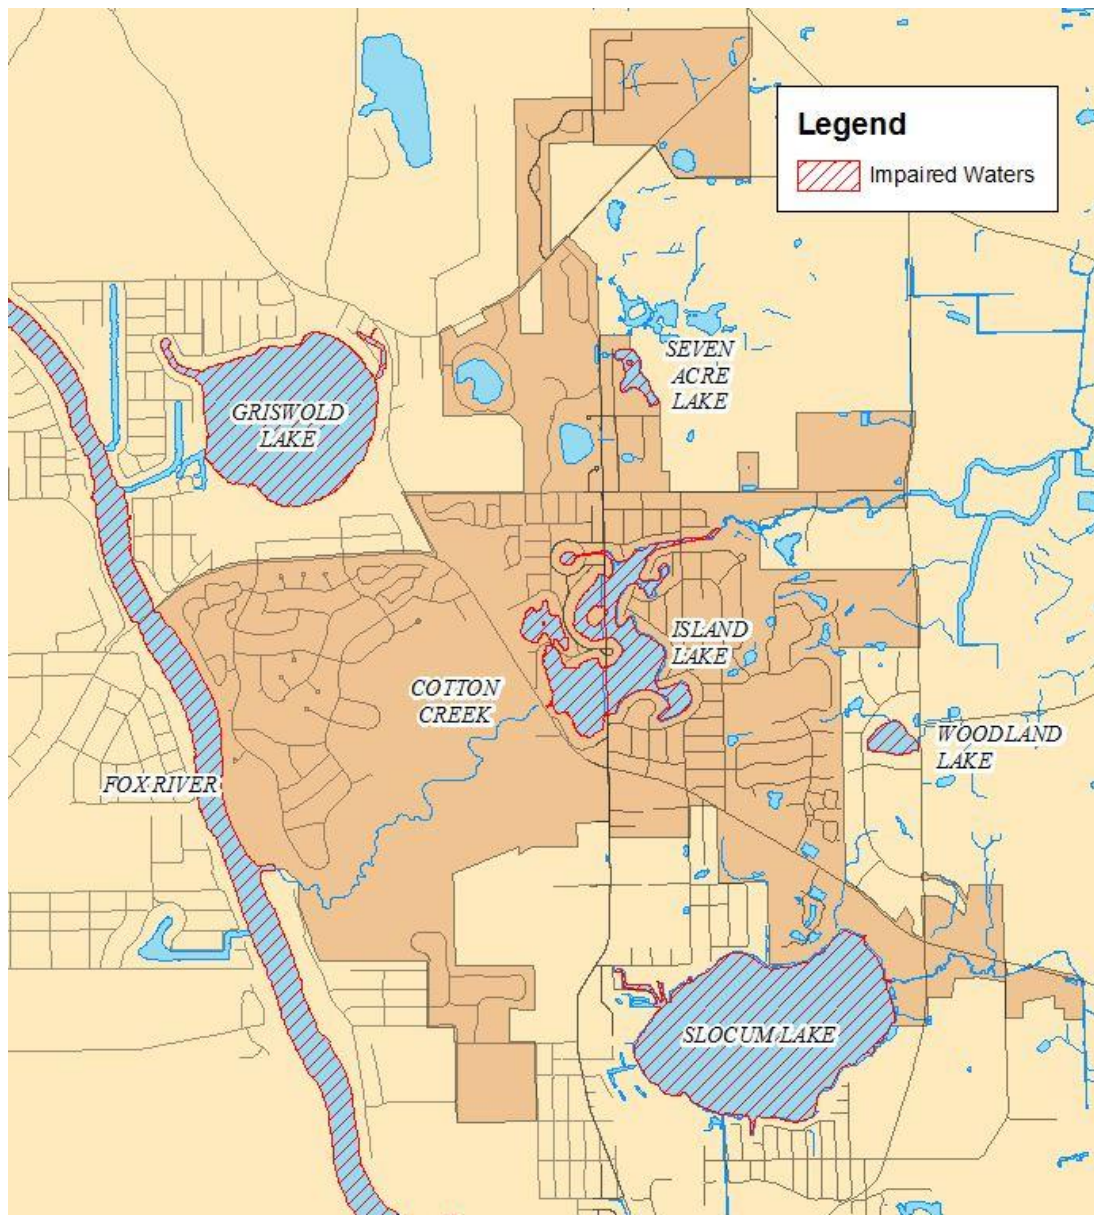 Legend
Impaired Waters
SEVEN
ACRE
LAKE
GRISWOLD
LAKE
ISLAND
LAKE
COTTON
CREEK
WOODLAND
LAKE
FOX RIVER
SLOCUM LAKE